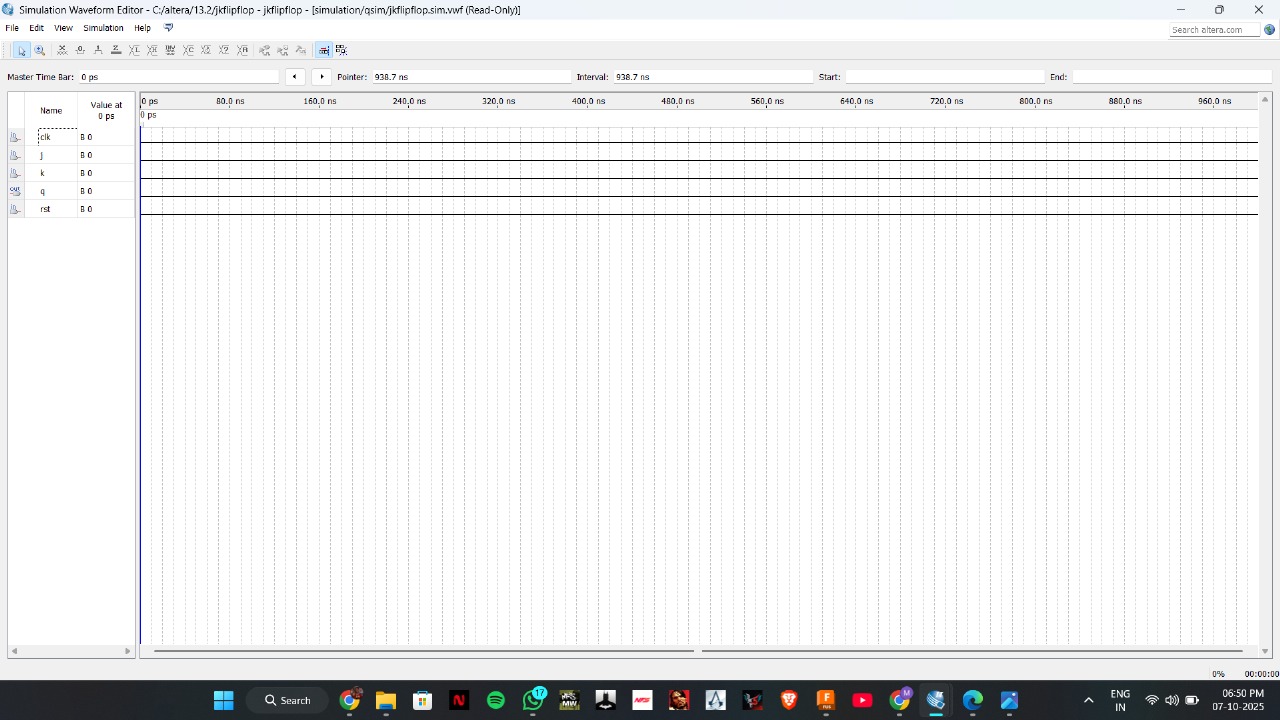 Simulation Waveform Editor - C:/altera/13.2/jkflipflop - jkflipflop - [simulation/qsim/jkflipflop.sim.vwf (Read-Only)]
File Edit View Simulation Help
Search altera.com
Master Time Bar: 0 ps Pointer: 938.7 ns Interval: 938.7 ns Start: End:
Name Value at 0 ps
0 ps 80.0 ns 160.0 ns 240.0 ns 320.0 ns 400.0 ns 480.0 ns 560.0 ns 640.0 ns 720.0 ns 800.0 ns 880.0 ns 960.0 ns
0 ps
clk B 0
j B 0
k B 0
out q B 0
rst B 0
0% 00:00:00
Search 17 ENG IN 06:50 PM 07-10-2025